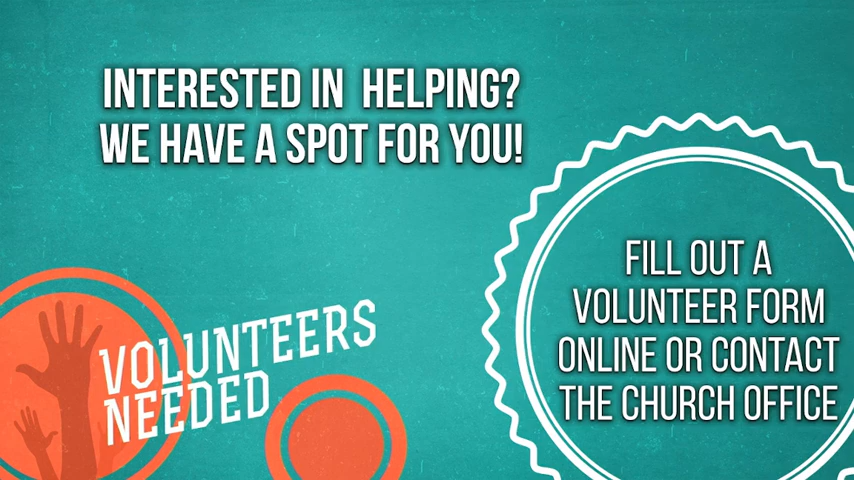 INTERESTED IN HELPING?
WE HAVE A SPOT FOR YOU!
FILL OUT A
VOLUNTEER FORM
ONLINE OR CONTACT
THE CHURCH OFFICE
VOLUNTEERS
NEEDED